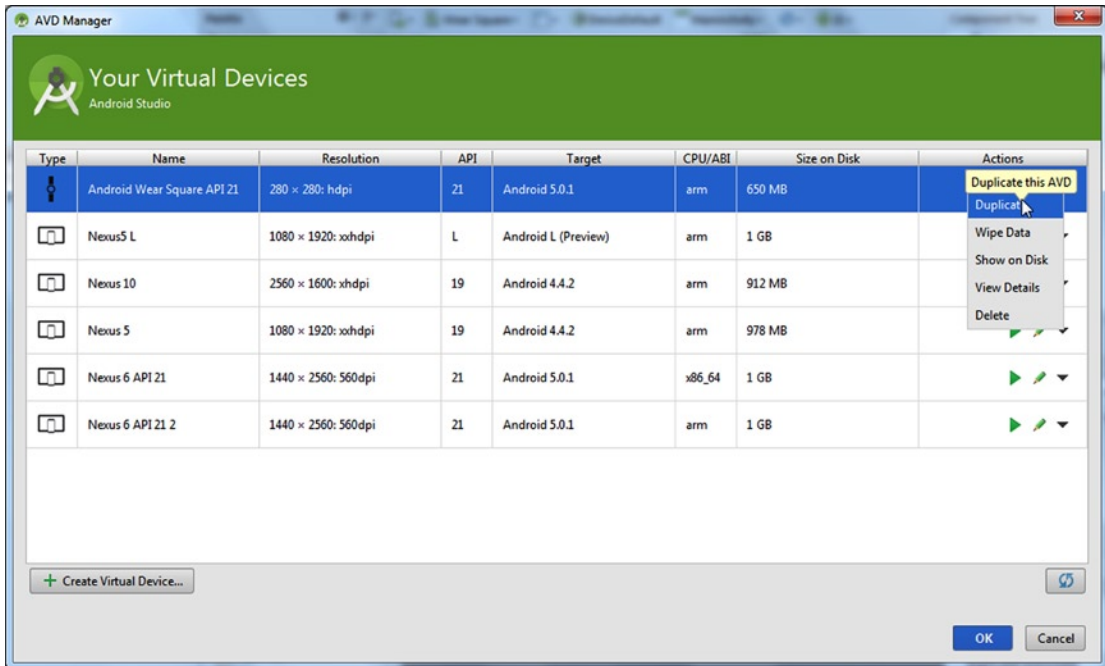 AVD Manager
Your Virtual Devices
Android Studio
Type Name Resolution API Target CPU/ABI Size on Disk Actions
Android Wear Square API 21 280 × 280: hdpi 21 Android 5.0.1 arm 650 MB
Duplicate this AVD
Duplicat
Nexus5 L 1080 × 1920: xxhdpi L Android L (Preview) arm 1 GB
Wipe Data
Show on Disk
Nexus 10 2560 × 1600: xhdpi 19 Android 4.4.2 arm 912 MB
View Details
Delete
Nexus 5 1080 × 1920: xxhdpi 19 Android 4.4.2 arm 978 MB
Nexus 6 API 21 1440 × 2560: 560dpi 21 Android 5.0.1 x86_64 1 GB
Nexus 6 API 21 2 1440 × 2560: 560dpi 21 Android 5.0.1 arm 1 GB
Create Virtual Device...
OK Cancel